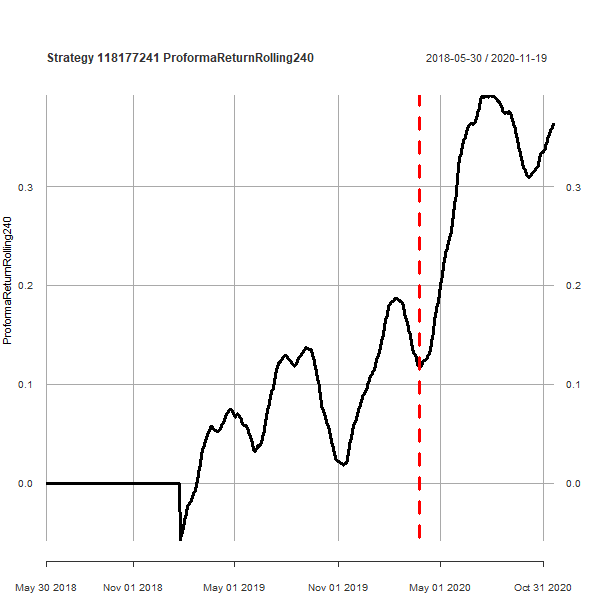 Strategy 118177241 ProformaReturnRolling240
2018-05-30 / 2020-11-19
ProformaReturnRolling240
0.3
0.3
0.2
0.2
0.1
0.1
0.0
0.0
May 30 2018
Nov 01 2018
May 01 2019
Nov 01 2019
May 01 2020
Oct 31 2020